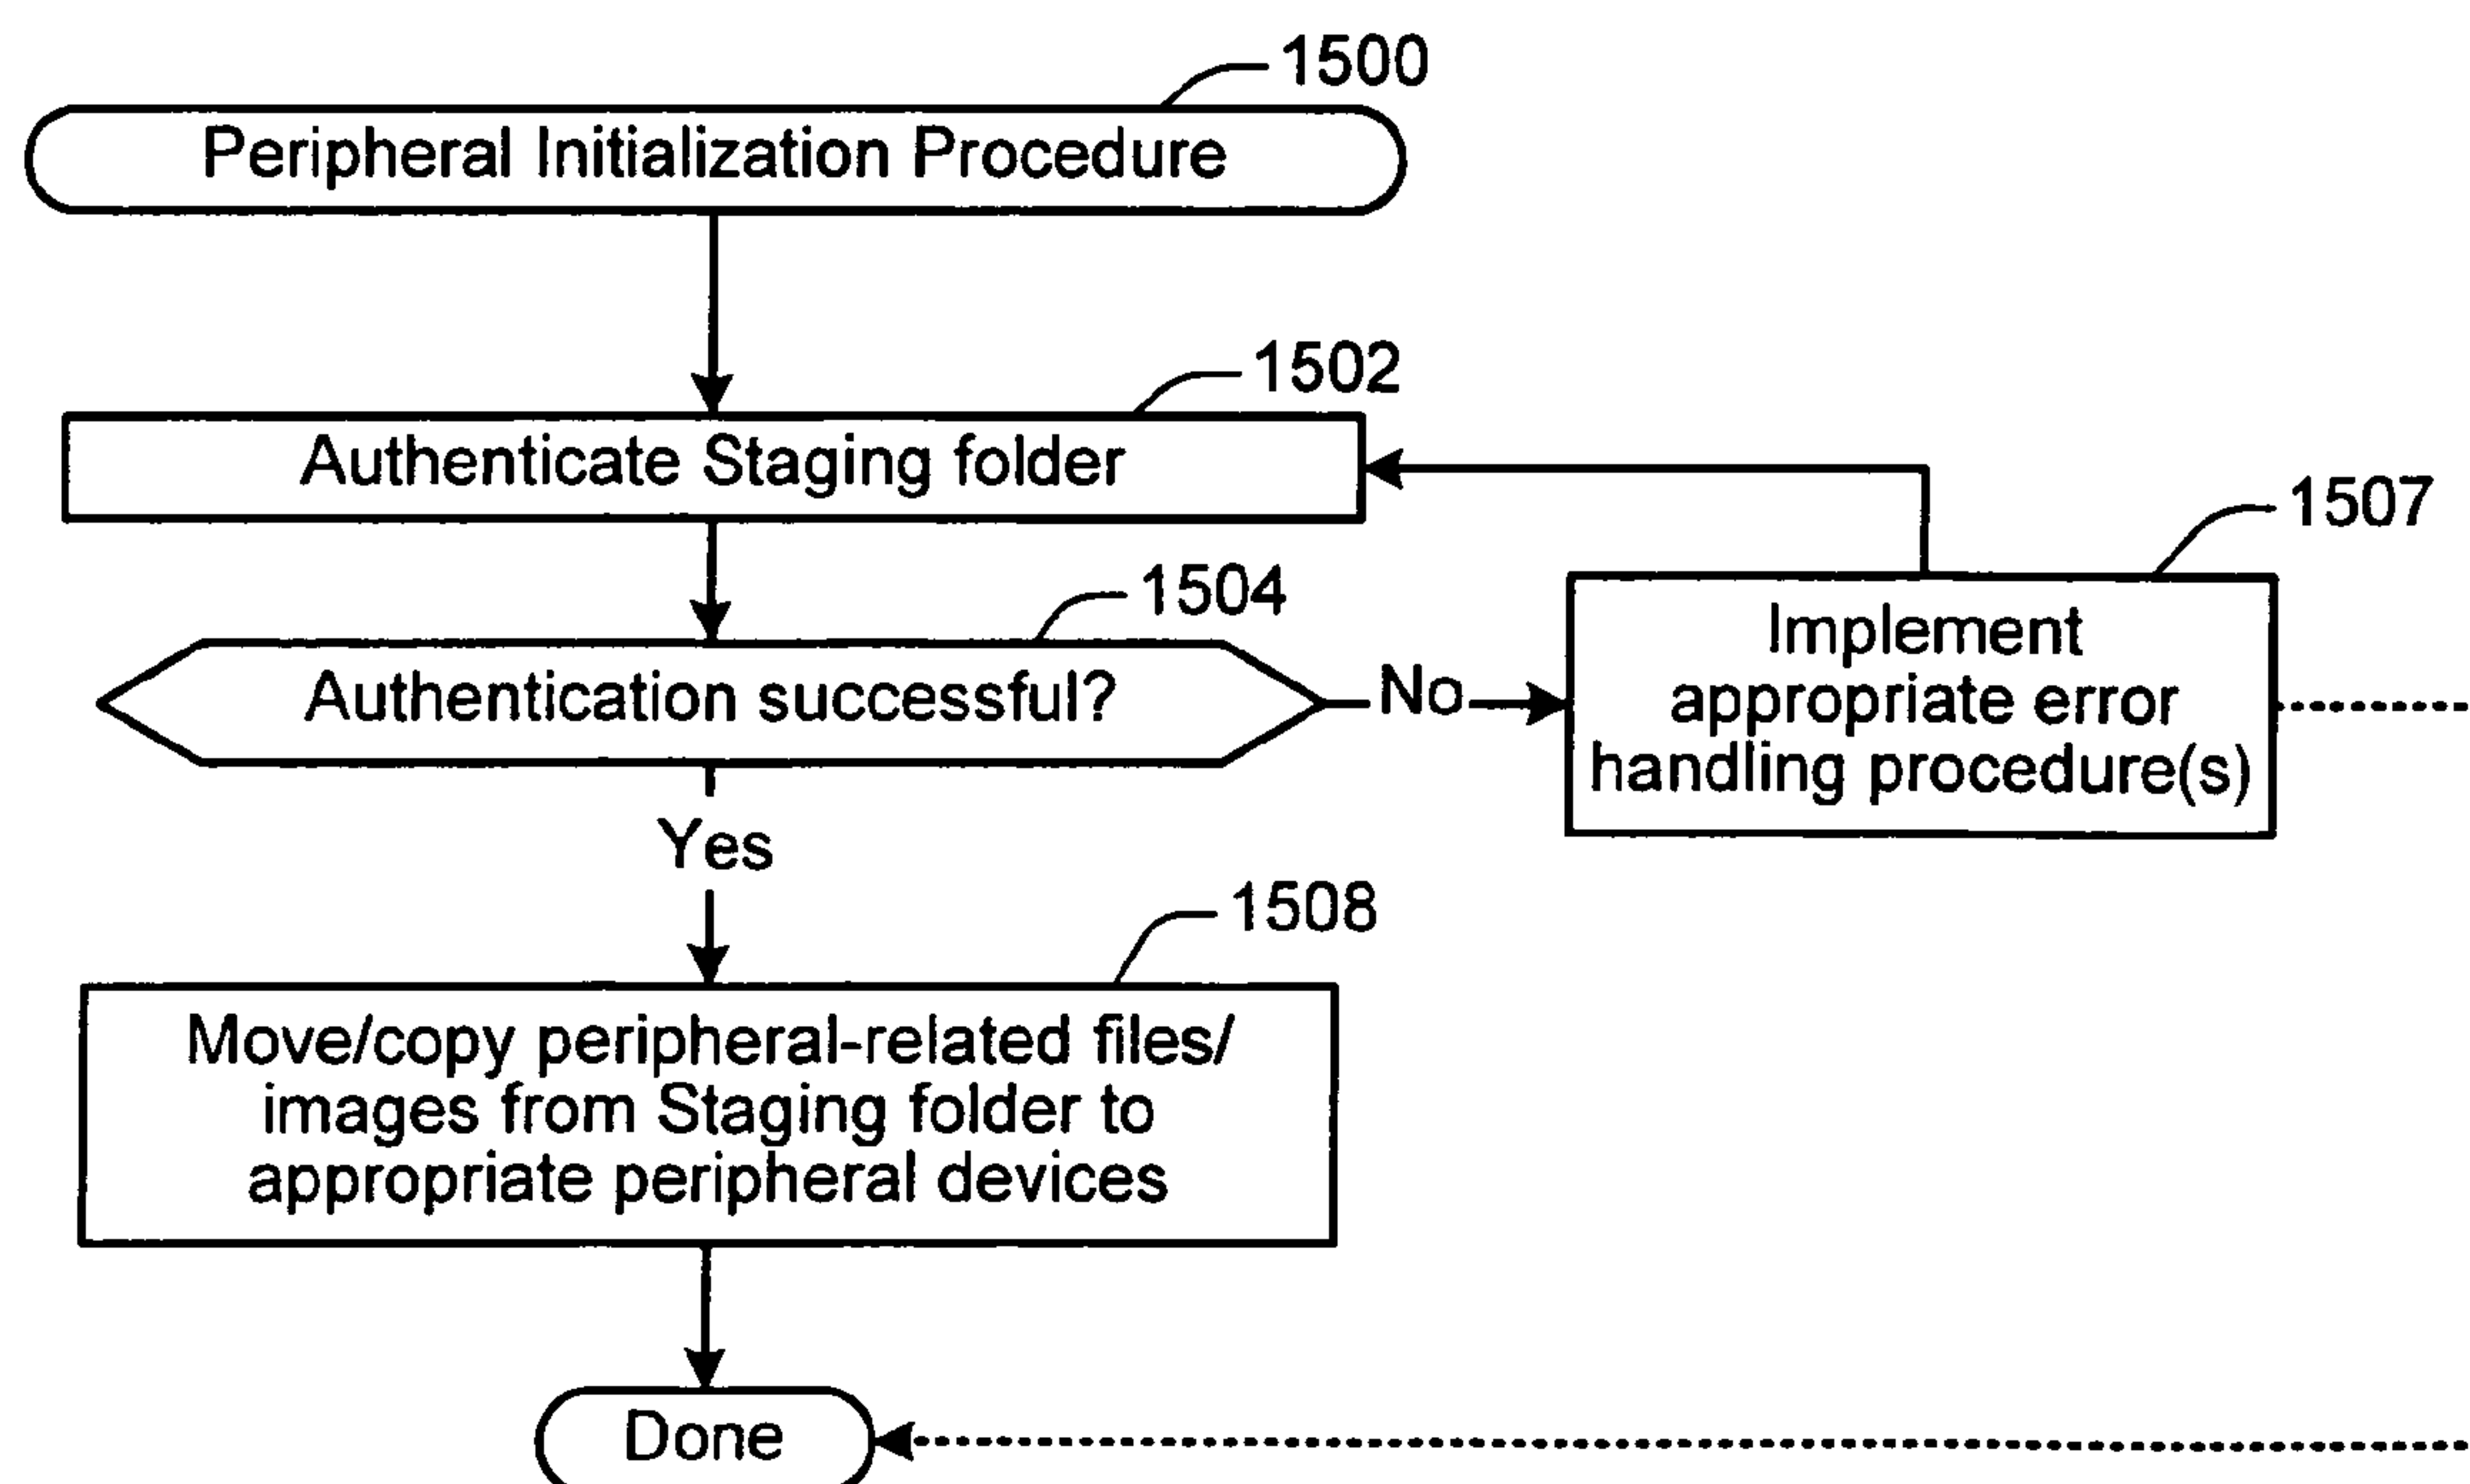 1500
Peripheral Initialization Procedure
1502
Authenticate Staging folder
1507
1504
Authentication successful?
No
Implement
appropriate error
handling procedure(s)
Yes
1508
Move/copy peripheral-related files/
images from Staging folder to
appropriate peripheral devices
Done